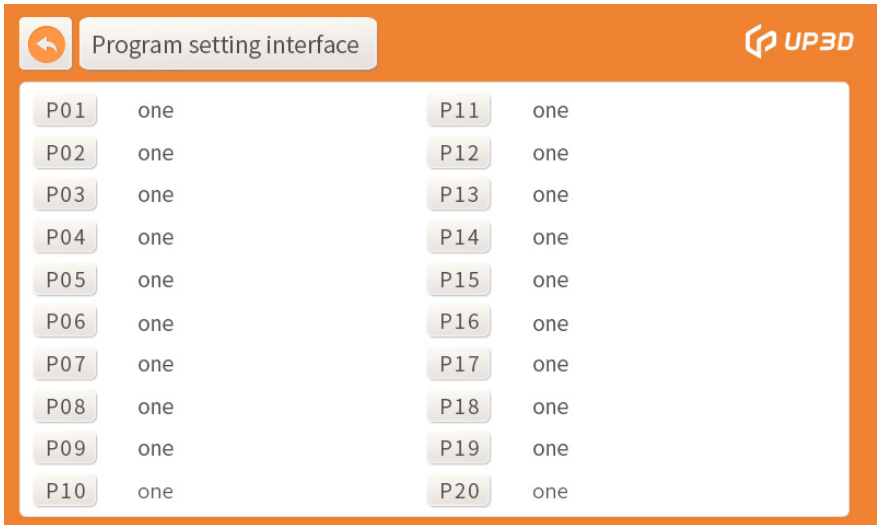 Program setting interface
UP3D
P01 one P11 one
P02 one P12 one
P03 one P13 one
P04 one P14 one
P05 one P15 one
P06 one P16 one
P07 one P17 one
P08 one P18 one
P09 one P19 one
P10 one P20 one